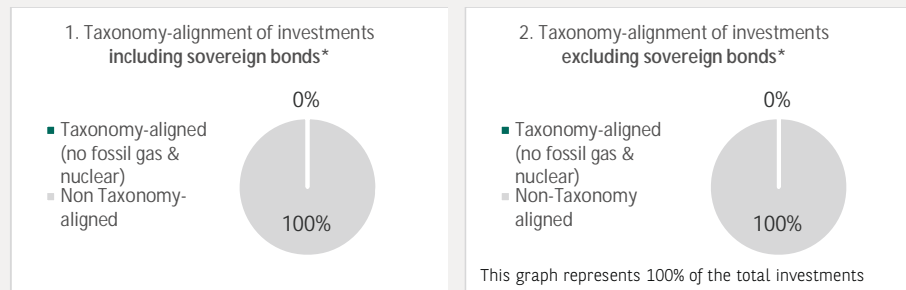 1. Taxonomy-alignment of investments
including sovereign bonds*
0%
Taxonomy-aligned
(no fossil gas &
nuclear)
Non Taxonomy-
aligned
100%
2. Taxonomy-alignment of investments
excluding sovereign bonds*
0%
Taxonomy-aligned
(no fossil gas &
nuclear)
Non-Taxonomy
aligned
100%
This graph represents 100% of the total investments